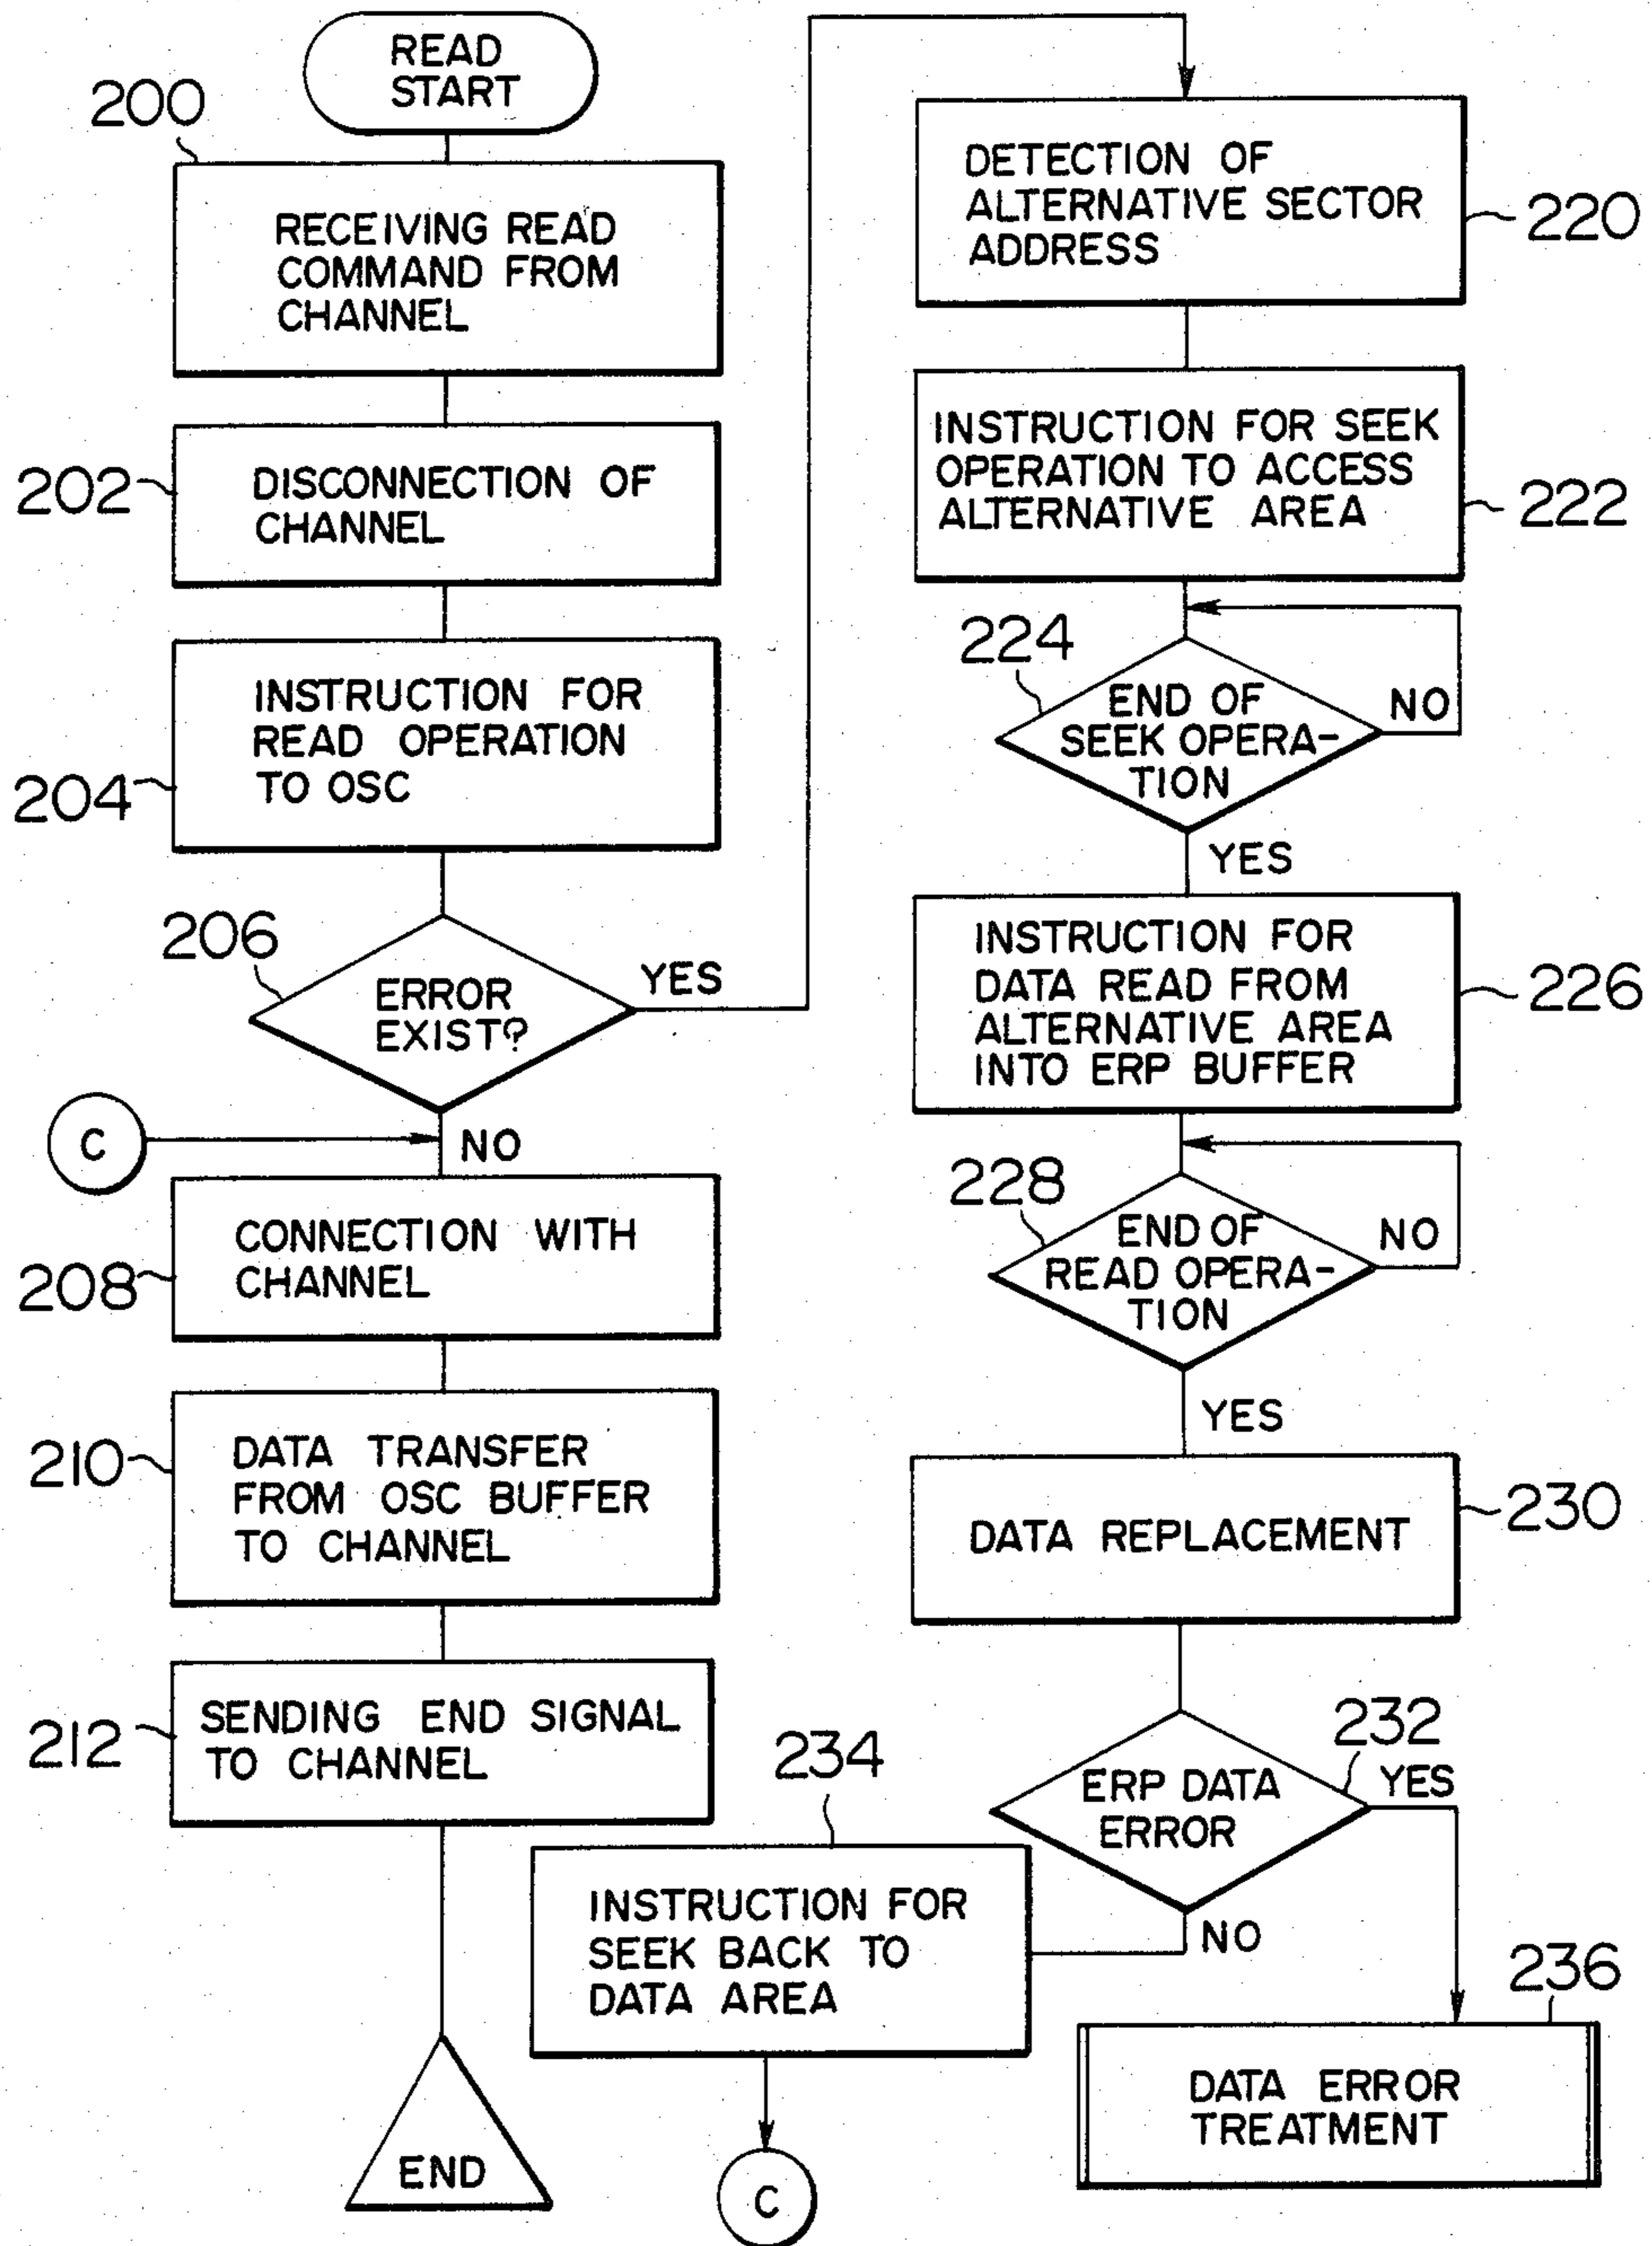 READ
START
200
RECEIVING READ
COMMAND FROM
CHANNEL
202
DISCONNECTION OF
CHANNEL
204
INSTRUCTION FOR
READ OPERATION
TO OSC
206
ERROR
EXIST?
YES
C
NO
208
CONNECTION WITH
CHANNEL
210
DATA TRANSFER
FROM OSC BUFFER
TO CHANNEL
212
SENDING END SIGNAL
TO CHANNEL
END
DETECTION OF
ALTERNATIVE SECTOR
ADDRESS
220
INSTRUCTION FOR SEEK
OPERATION TO ACCESS
ALTERNATIVE AREA
222
224
END OF
SEEK OPERA-
TION
NO
YES
INSTRUCTION FOR
DATA READ FROM
ALTERNATIVE AREA
INTO ERP BUFFER
226
228
END OF
READ OPERA-
TION
NO
YES
DATA REPLACEMENT
230
232
ERP DATA
ERROR
YES
NO
234
INSTRUCTION FOR
SEEK BACK TO
DATA AREA
C
236
DATA ERROR
TREATMENT